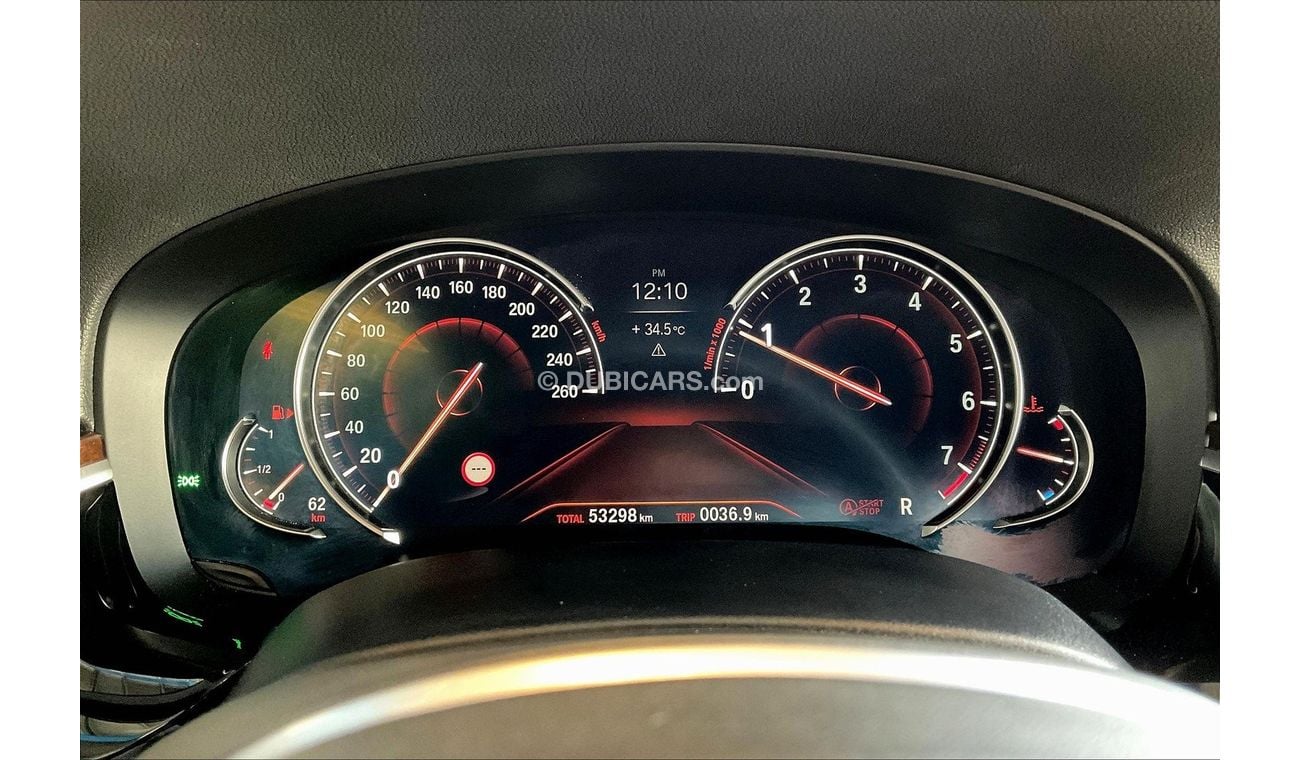 PM
12:10
+ 34.5°C
20 40 60 80 100 120 140 160 180 200 220 240 260
0
km/h
1/min x 1000
0 1 2 3 4 5 6 7
© DUBICARS.com
---
1
1/2
0
62
km
TOTAL 53298 km TRIP 0036.9 km
A START
STOP
R